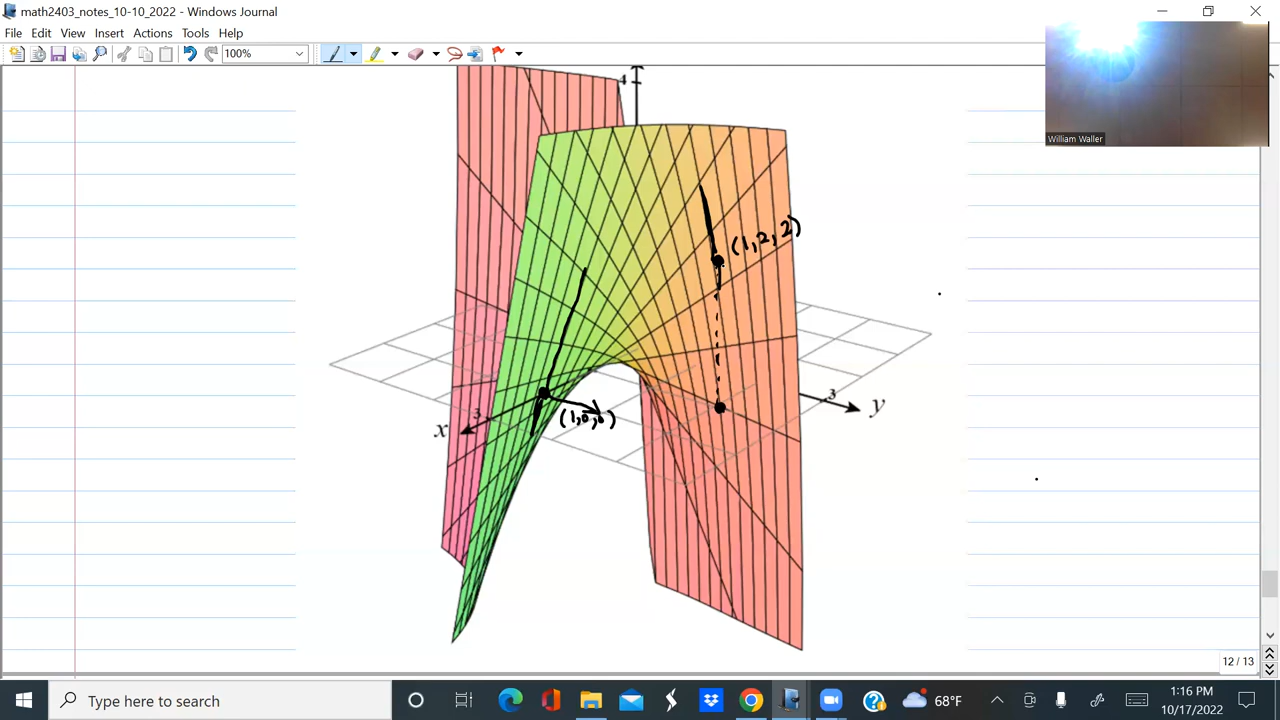 math2403_notes_10-10_2022 - Windows Journal
File Edit View Insert Actions Tools Help
100%
William Waller
4
(1,2,2)
3
y
3
x
(1,0,0)
12 / 13
Type here to search
68°F
1:16 PM
10/17/2022